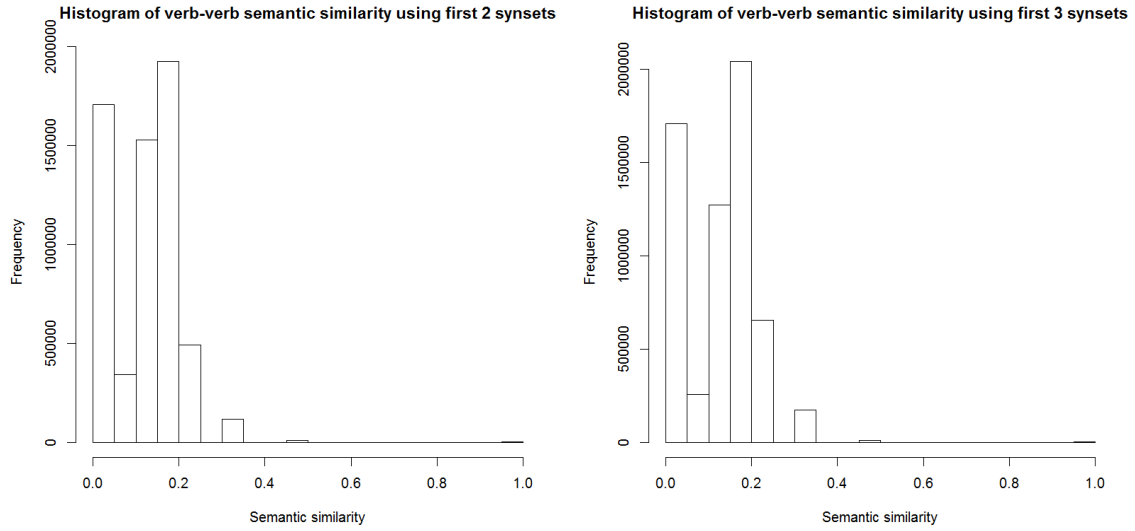 Histogram of verb-verb semantic similarity using first 2 synsets
Frequency
2000000
1500000
1000000
500000
0
0.0 0.2 0.4 0.6 0.8 1.0
Semantic similarity
Histogram of verb-verb semantic similarity using first 3 synsets
Frequency
2000000
1500000
1000000
500000
0
0.0 0.2 0.4 0.6 0.8 1.0
Semantic similarity